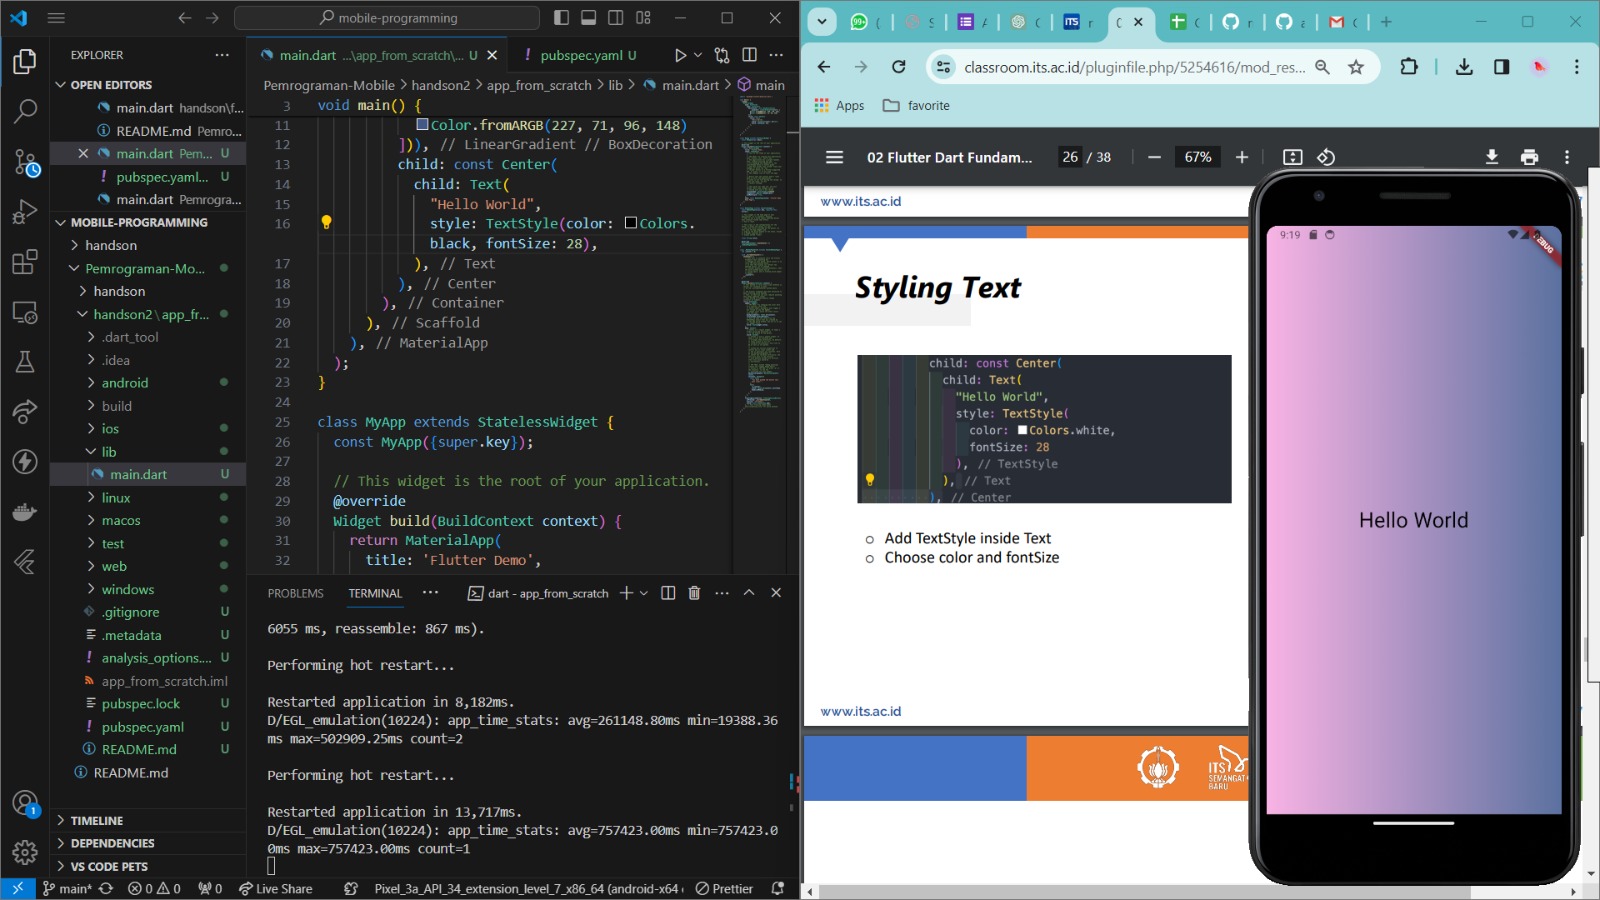 mobile-programming
EXPLORER
OPEN EDITORS
main.dart handson\f...
README.md Pemro...
main.dart Pem... U
pubspec.yaml... U
main.dart Pemrogra...
MOBILE-PROGRAMMING
handson
Pemrograman-Mo...
handson
handson2\app_fr...
.dart_tool
.idea
android
build
ios
lib
main.dart U
linux
macos
test
web
windows
.gitignore U
.metadata U
analysis_options.... U
app_from_scratch.iml
pubspec.lock U
pubspec.yaml U
README.md U
README.md
TIMELINE
DEPENDENCIES
VS CODE PETS
main.dart ...\app_from_scratch\... U
pubspec.yaml U
Pemrograman-Mobile > handson2 > app_from_scratch > lib > main.dart > main
3 void main() {
11 Color.fromARGB(227, 71, 96, 148)
12 ])), // LinearGradient // BoxDecoration
13 child: const Center(
14 child: Text(
15 "Hello World",
16 style: TextStyle(color: Colors.
black, fontSize: 28),
17 ), // Text
18 ), // Center
19 ), // Container
20 ), // Scaffold
21 ), // MaterialApp
22 );
23 }
24
25 class MyApp extends StatelessWidget {
26 const MyApp({super.key});
27
28 // This widget is the root of your application.
29 @override
30 Widget build(BuildContext context) {
31 return MaterialApp(
32 title: 'Flutter Demo',
PROBLEMS TERMINAL ... dart - app_from_scratch
6055 ms, reassemble: 867 ms).
Performing hot restart...
Restarted application in 8,182ms.
D/EGL_emulation(10224): app_time_stats: avg=261148.80ms min=19388.36
ms max=502909.25ms count=2
Performing hot restart...
Restarted application in 13,717ms.
D/EGL_emulation(10224): app_time_stats: avg=757423.00ms min=757423.0
0ms max=757423.00ms count=1
1
main* 0 0 0 Live Share Pixel_3a_API_34_extension_level_7_x86_64 (android-x64 Prettier
classroom.its.ac.id/pluginfile.php/5254616/mod_res...
Apps favorite
02 Flutter Dart Fundam... 26 / 38 67%
www.its.ac.id
Styling Text
child: const Center(
child: Text(
"Hello World",
style: TextStyle(
color: Colors.white,
fontSize: 28
), // TextStyle
), // Text
), // Center
Add TextStyle inside Text
Choose color and fontSize
www.its.ac.id
ITS
SEMANGAT
BARU
9:19
DEBUG
Hello World